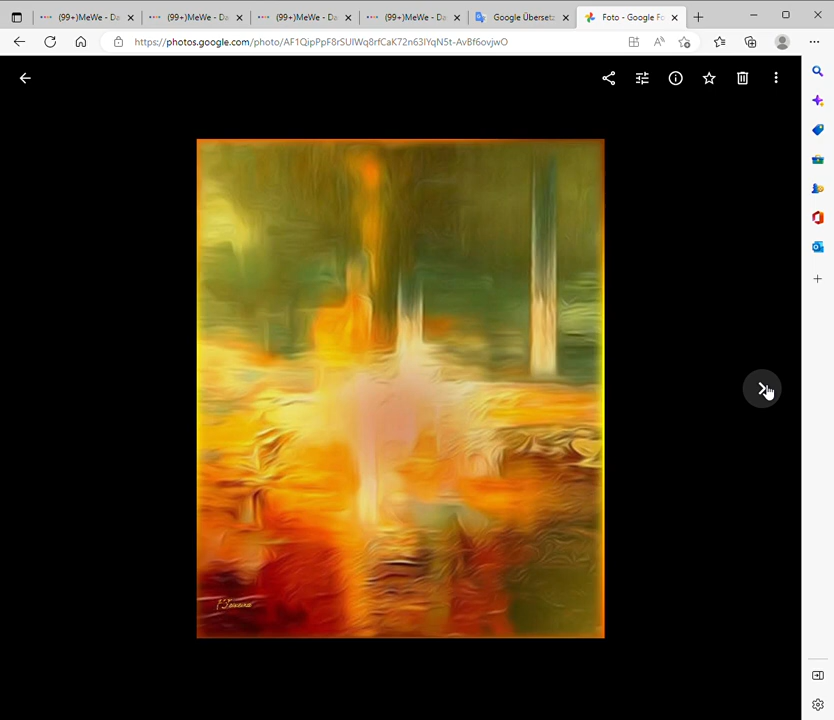 (99+)MeWe - Da
(99+)MeWe - Da
(99+)MeWe - Da
(99+)MeWe - Da
Google Übersetz
Foto - Google Fo
https://photos.google.com/photo/AF1QipPpF8rSUIWq8rfCaK72n63IYqN5t-AvBf6ovjwO